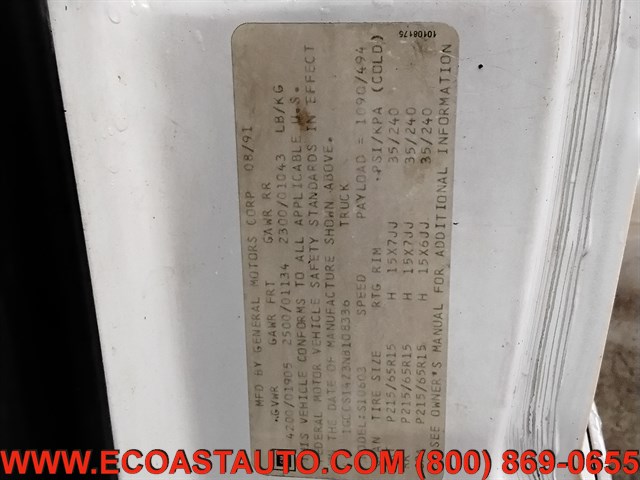 MFD BY GENERAL MOTORS CORP 08/91
GVWR GAWR FRT GAWR RR
4200/01905 2500/01134 2300/01043 LB/KG
THIS VEHICLE CONFORMS TO ALL APPLICABLE U.S.
FEDERAL MOTOR VEHICLE SAFETY STANDARDS IN EFFECT
THE DATE OF MANUFACTURE SHOWN ABOVE.
TRUCK
MODEL:S10603 PAYLOAD = 1090/494
TIRE SIZE SPEED RTG RIM PSI/KPA (COLD)
P215/65R15 H 15X7JJ 35/240
P215/65R15 H 15X7JJ 35/240
P215/65R15 H 15X6JJ 35/240
SEE OWNER'S MANUAL FOR ADDITIONAL INFORMATION
10108175
WWW.ECOASTAUTO.COM (800) 869-0655